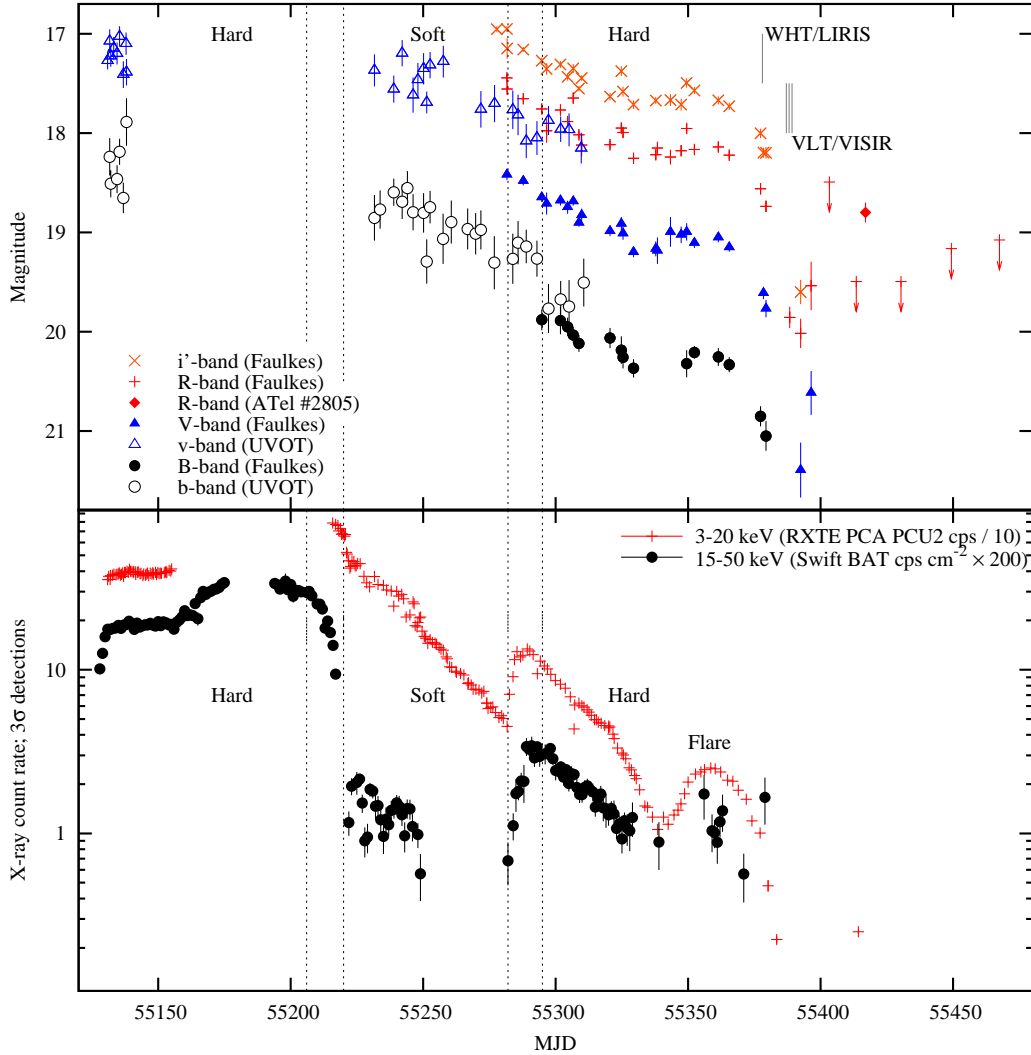 17
18
19
20
21
Magnitude
Hard
Soft
Hard
WHT/LIRIS
VLT/VISIR
i'-band (Faulkes)
R-band (Faulkes)
R-band (ATel #2805)
V-band (Faulkes)
v-band (UVOT)
B-band (Faulkes)
b-band (UVOT)
3-20 keV (RXTE PCA PCU2 cps / 10)
15-50 keV (Swift BAT cps cm⁻² × 200)
10
1
X-ray count rate; 3σ detections
Hard
Soft
Hard
Flare
55150
55200
55250
55300
55350
55400
55450
MJD